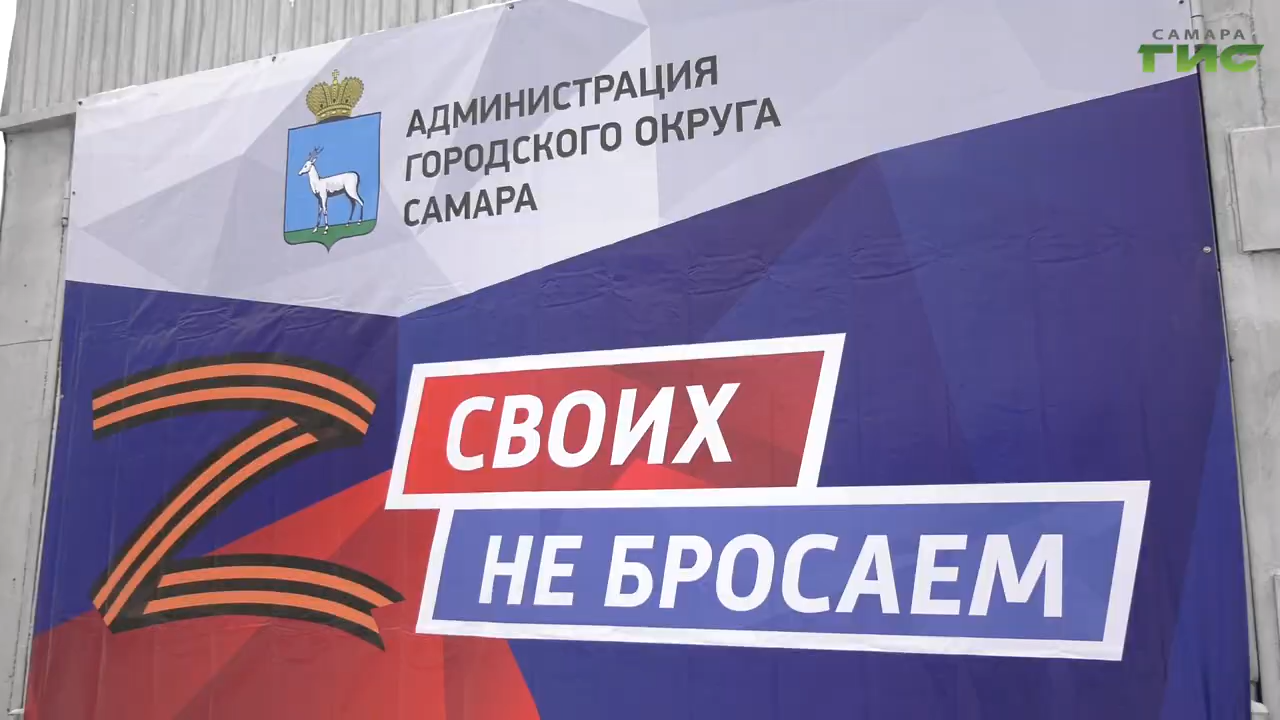 САМАРА
ГИС
АДМИНИСТРАЦИЯ
ГОРОДСКОГО ОКРУГА
САМАРА
Z
СВОИХ
НЕ БРОСАЕМ